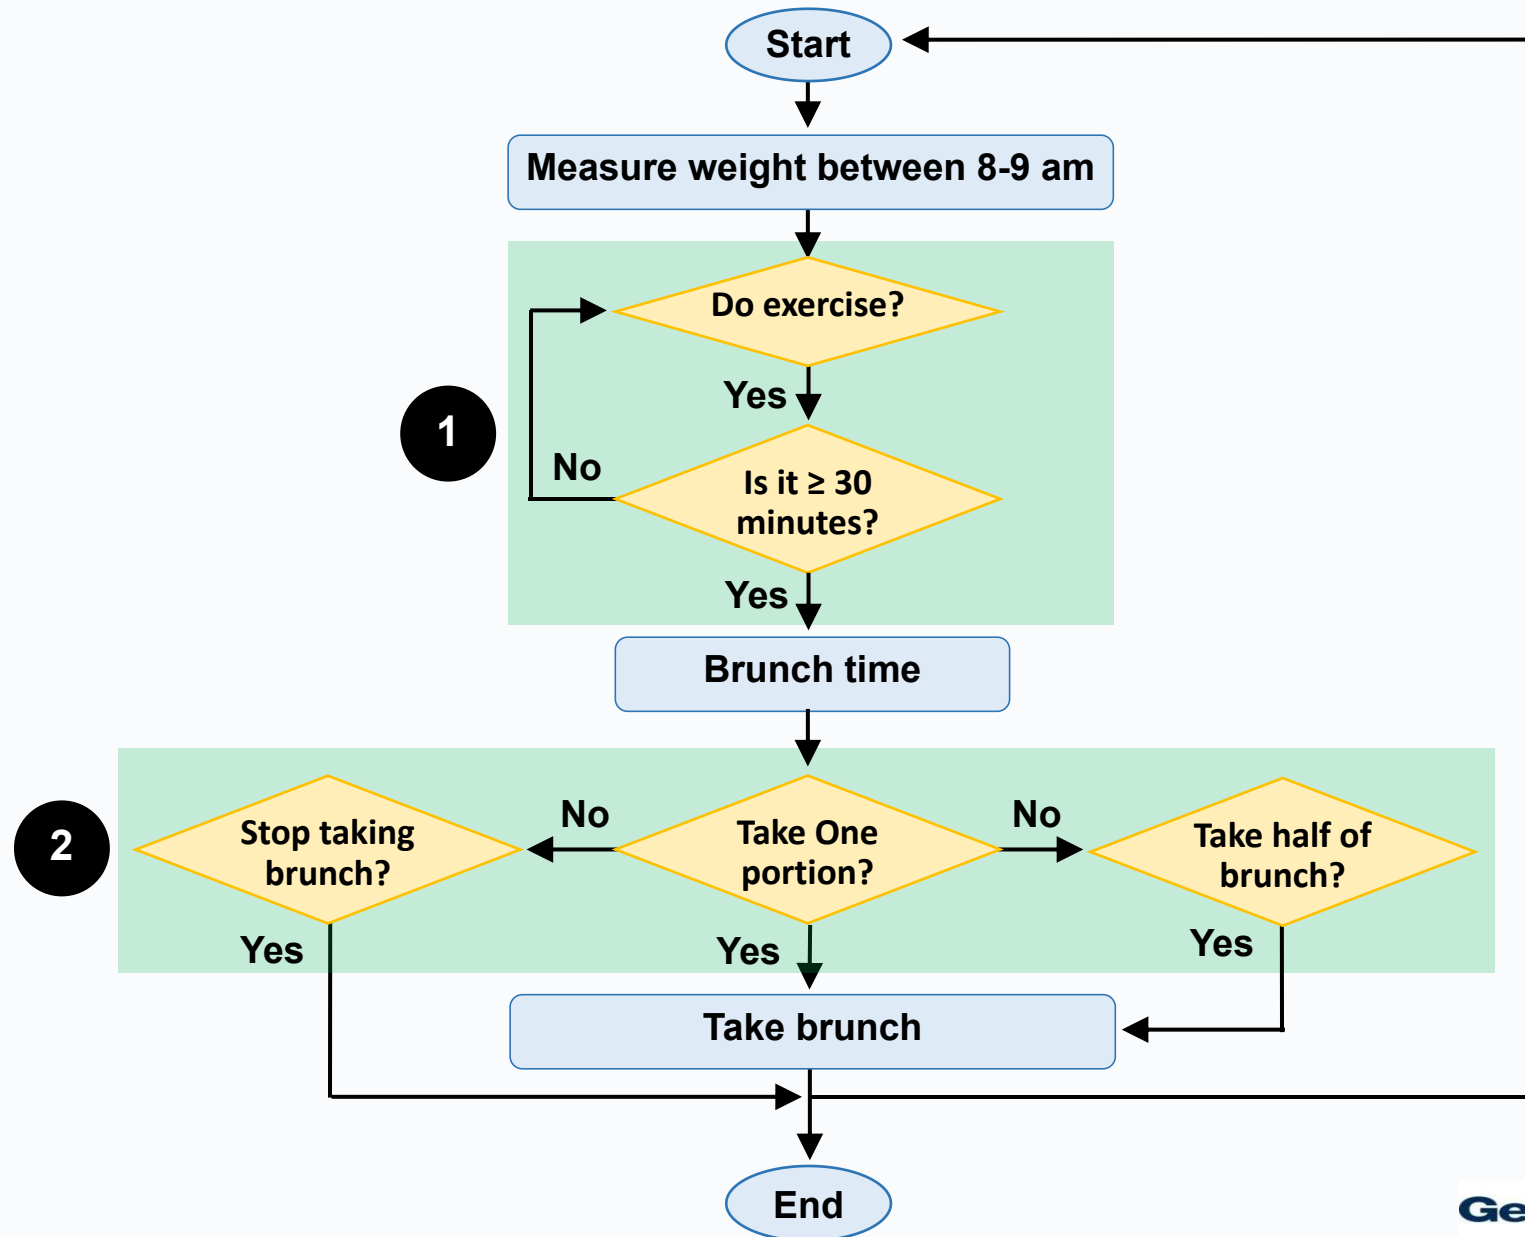 Start
Measure weight between 8-9 am
Do exercise?
Yes
1
No
Is it ≥ 30
minutes?
Yes
Brunch time
2
Stop taking
brunch?
No
Take One
portion?
No
Take half of
brunch?
Yes
Yes
Yes
Take brunch
End
Ge